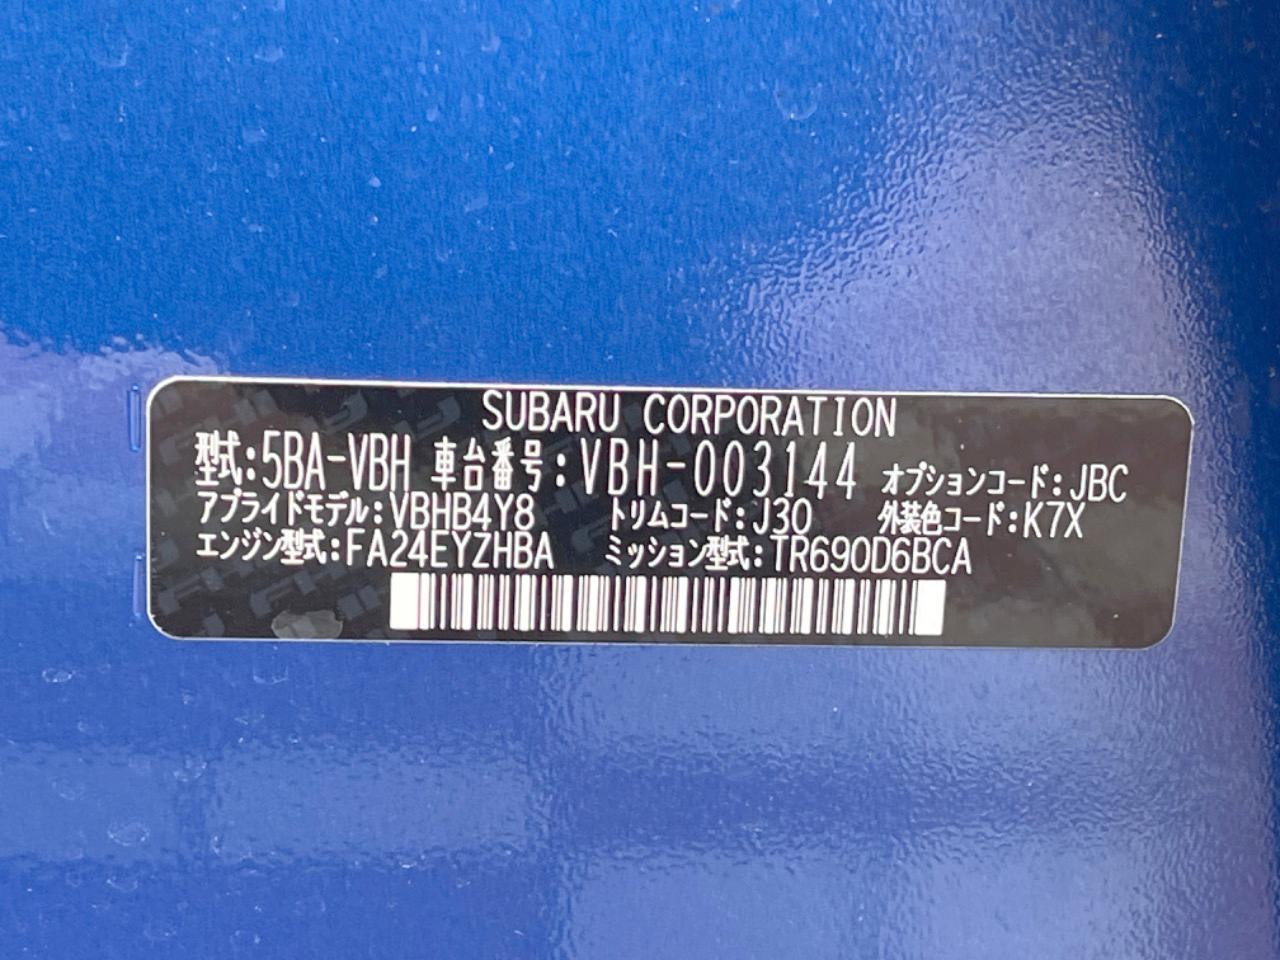 SUBARU CORPORATION
型式:5BA-VBH 車台番号:VBH-003144 オプションコード:JBC
アプライドモデル:VBHB4Y8 トリムコード:J30 外装色コード:K7X
エンジン型式:FA24EYZHBA ミッション型式:TR690D6BCA